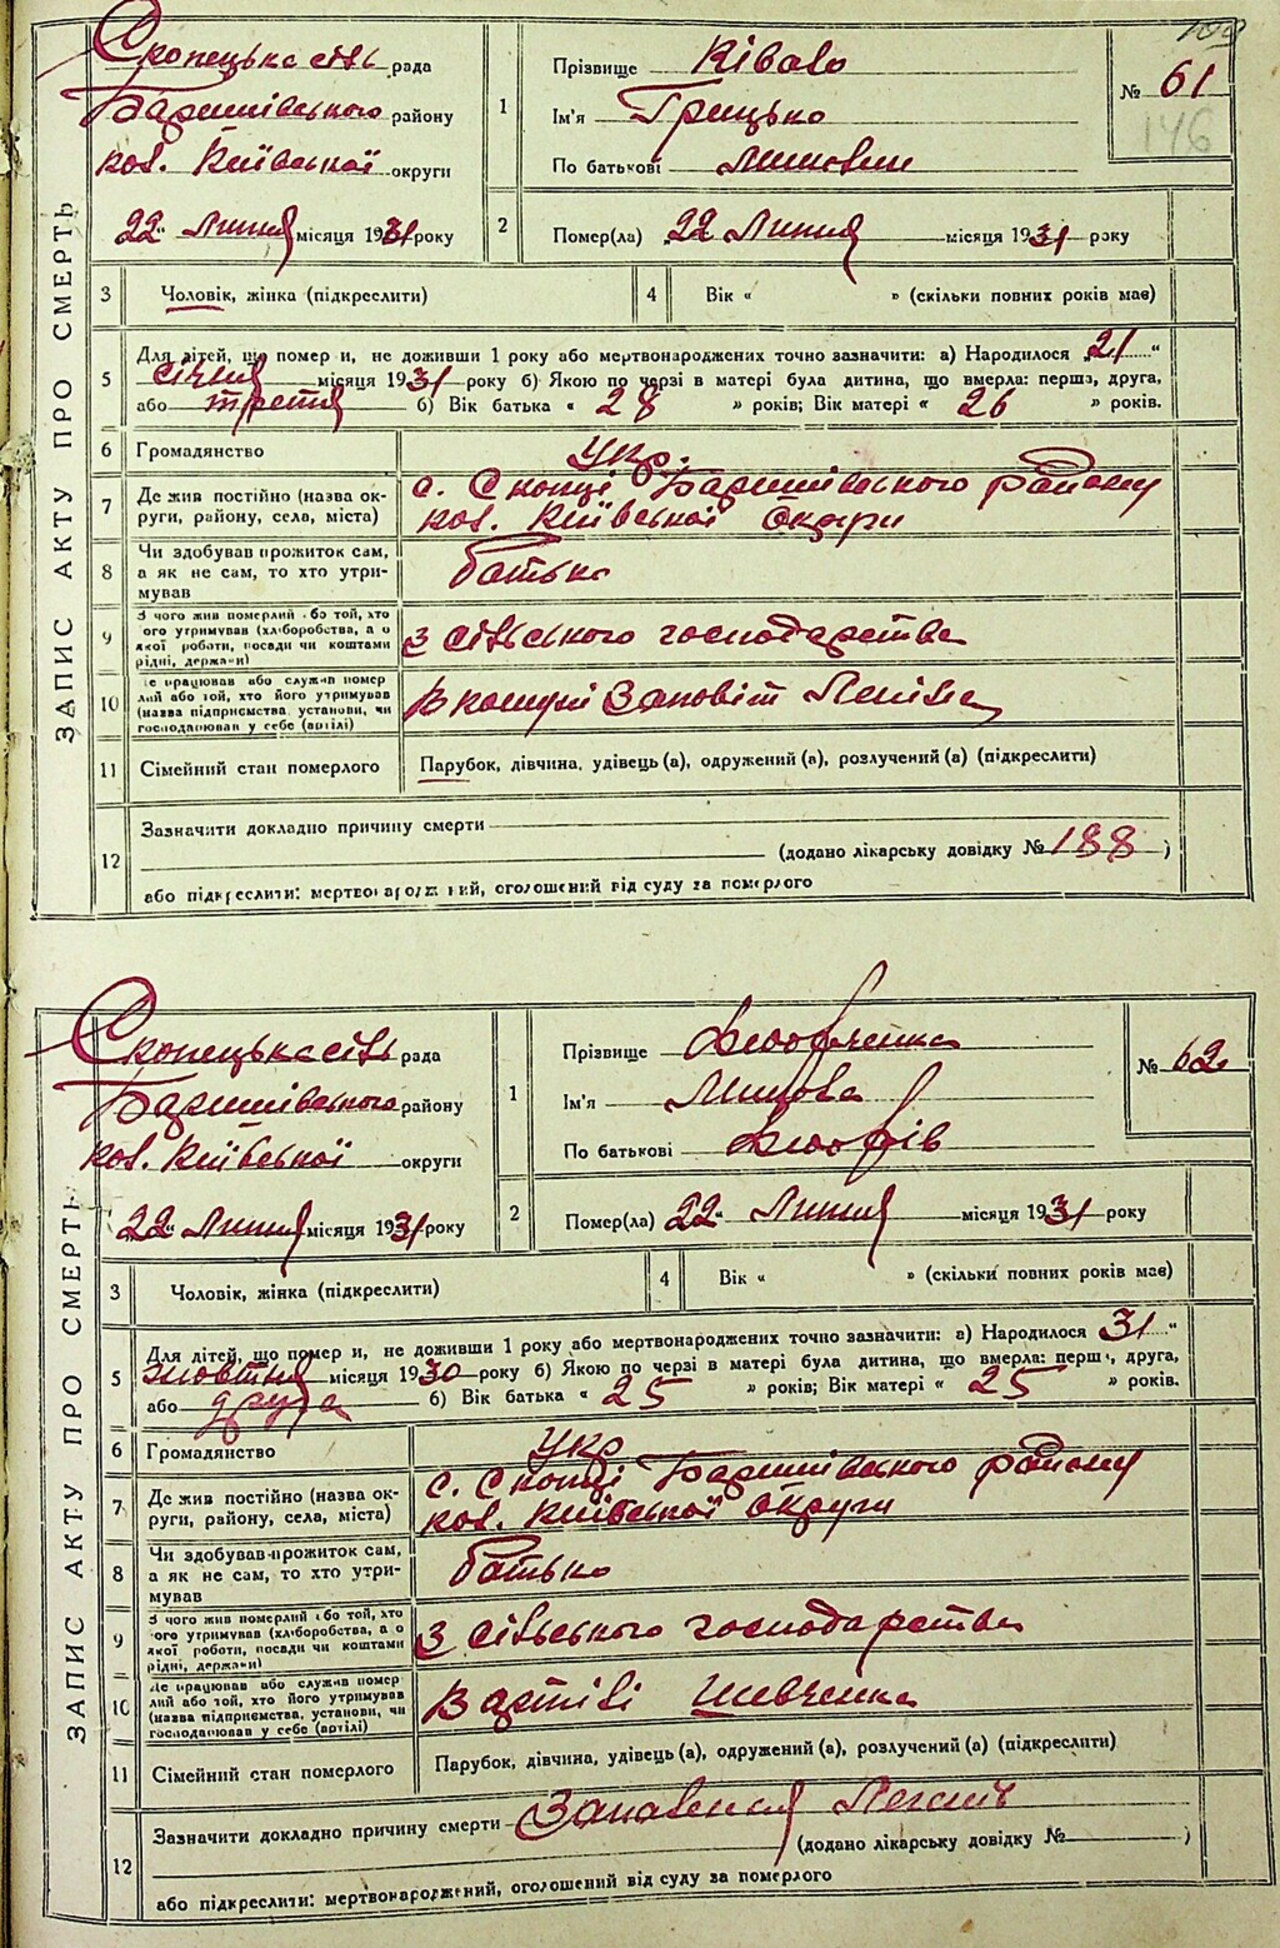 ЗАПИС АКТУ ПРО СМЕРТЬ
Скопецька сіль рада
Баришівського району
кол. Київської округи
"22" Липня місяця 1931 року
1
Прізвище
Ім'я Грицько
По батькові
№ 61
146
2
Помер(ла) "22" Липня місяця 1931 року
3 Чоловік, жінка (підкреслити)
4 Вік « » (скільки повних років має)
5 Для дітей, що помер и, не доживши 1 року або мертвонароджених точно зазначити: а) Народилося "21"
січня місяця 1931 року б) Якою по черзі в матері була дитина, що вмерла: перша, друга,
або третя б) Вік батька « 28 » років; Вік матері « 26 » років.
6 Громадянство Укр.
7 Де жив постійно (назва ок-
руги, району, села, міста)
с. Скопці Баришівського району
кол. Київської округи
8 Чи здобував прожиток сам,
а як не сам, то хто утри-
мував
батько
9 З чого жив померлий або той, хто
його утримував (хліборобства, а о
якої роботи, посади чи коштами
рідні, держави)
з сільського господарства
10 Де працював або служив помер
лий або той, хто його утримував
(назва підприємства, установи, чи
господарював у себе (артілі)
В комуні Заповіт Леніна
11 Сімейний стан померлого Парубок, дівчина, удівець (а), одружений (а), розлучений (а) (підкреслити)
12 Зазначити докладно причину смерти
(додано лікарську довідку № 188 )
або підкреслити: мертвонароджений, оголошений від суду за померлого
ЗАПИС АКТУ ПРО СМЕРТЬ
Скопецька сіль рада
Баришівського району
кол. Київської округи
"22" Липня місяця 1931 року
1
Прізвище
Ім'я
По батькові
№ 62
2
Помер(ла) "22" Липня місяця 1931 року
3 Чоловік, жінка (підкреслити)
4 Вік « » (скільки повних років має)
5 Для дітей, що помер и, не доживши 1 року або мертвонароджених точно зазначити: а) Народилося "31"
жовтня місяця 1930 року б) Якою по черзі в матері була дитина, що вмерла: перша, друга,
або друга б) Вік батька « 25 » років; Вік матері « 25 » років.
6 Громадянство Укр
7 Де жив постійно (назва ок-
руги, району, села, міста)
с. Скопці Баришівського району
кол. Київської округи
8 Чи здобував прожиток сам,
а як не сам, то хто утри-
мував
батько
9 З чого жив померлий або той, хто
його утримував (хліборобства, а о
якої роботи, посади чи коштами
рідні, держави)
з сільського господарства
10 Де працював або служив помер
лий або той, хто його утримував
(назва підприємства, установи, чи
господарював у себе (артілі)
В артілі Шевченка
11 Сімейний стан померлого Парубок, дівчина, удівець (а), одружений (а), розлучений (а) (підкреслити)
12 Зазначити докладно причину смерти Запалення Легенів
(додано лікарську довідку № )
або підкреслити: мертвонароджений, оголошений від суду за померлого